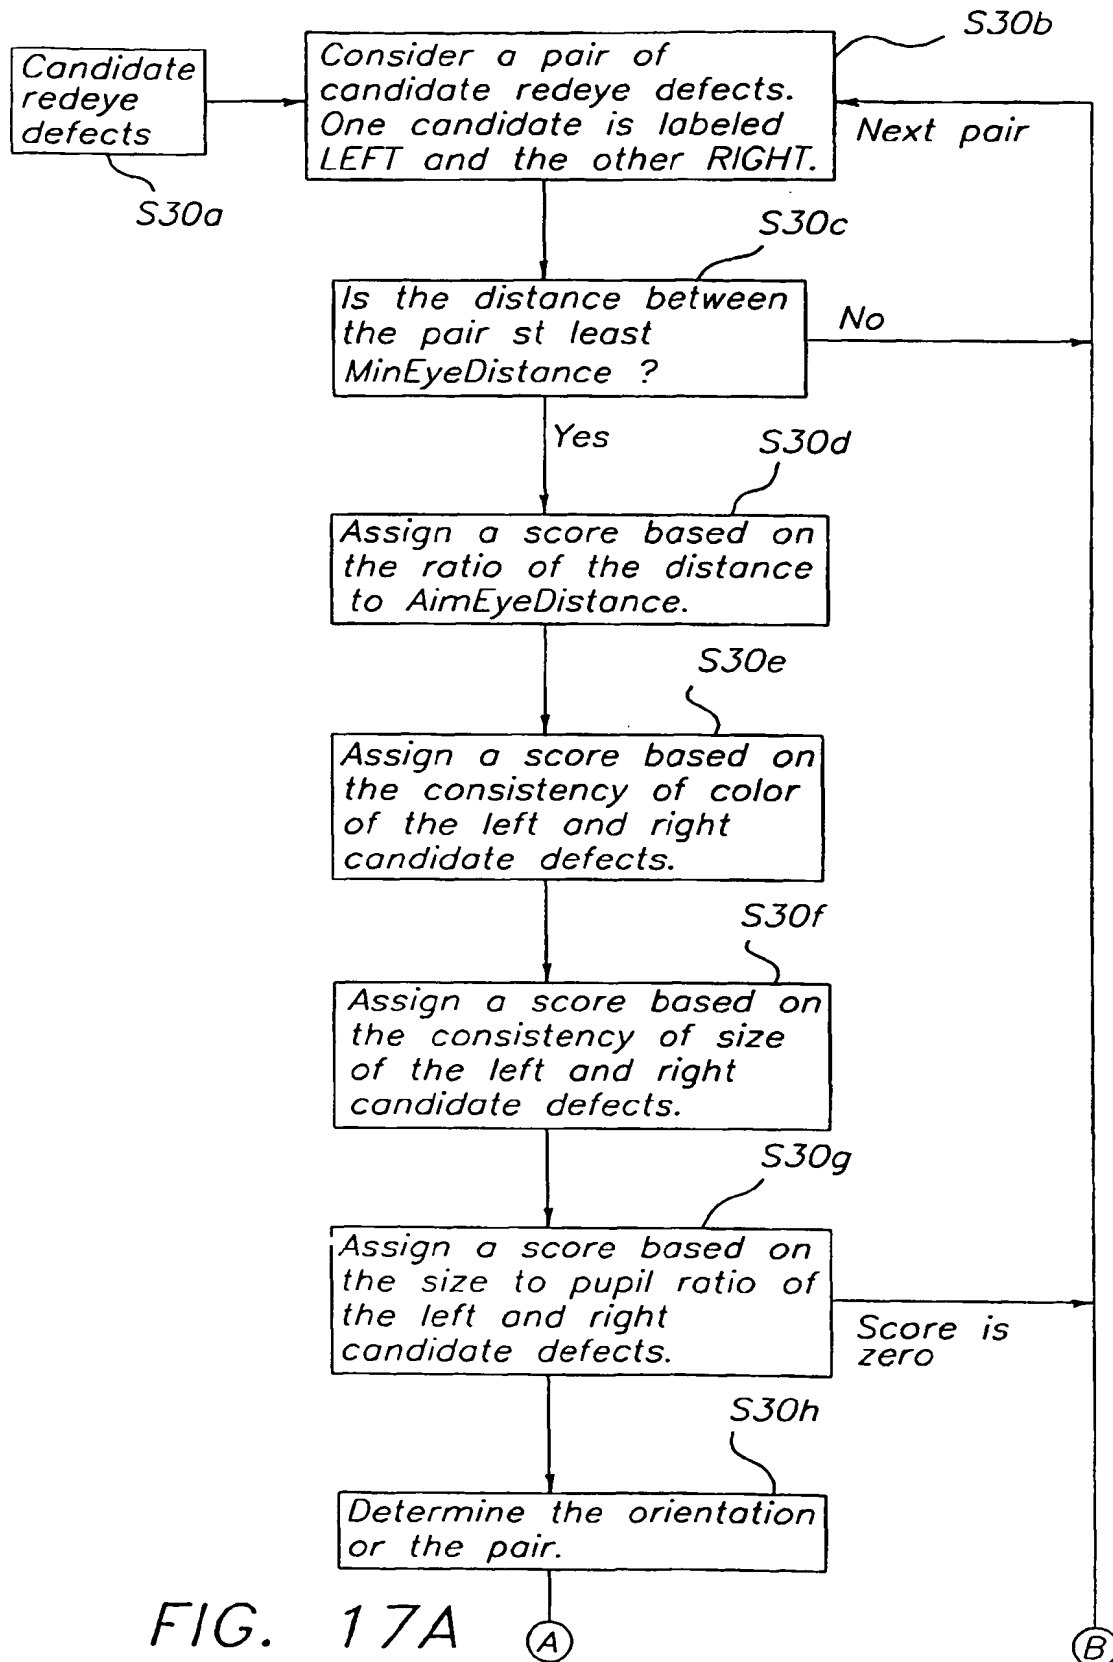 S30b
Candidate
redeye
defects
S30a
Consider a pair of
candidate redeye defects.
One candidate is labeled
LEFT and the other RIGHT.
Next pair
S30c
Is the distance between
the pair st least
MinEyeDistance ?
No
Yes
S30d
Assign a score based on
the ratio of the distance
to AimEyeDistance.
S30e
Assign a score based on
the consistency of color
of the left and right
candidate defects.
S30f
Assign a score based on
the consistency of size
of the left and right
candidate defects.
S30g
Assign a score based on
the size to pupil ratio of
the left and right
candidate defects.
Score is
zero
S30h
Determine the orientation
or the pair.
FIG. 17A
A
B